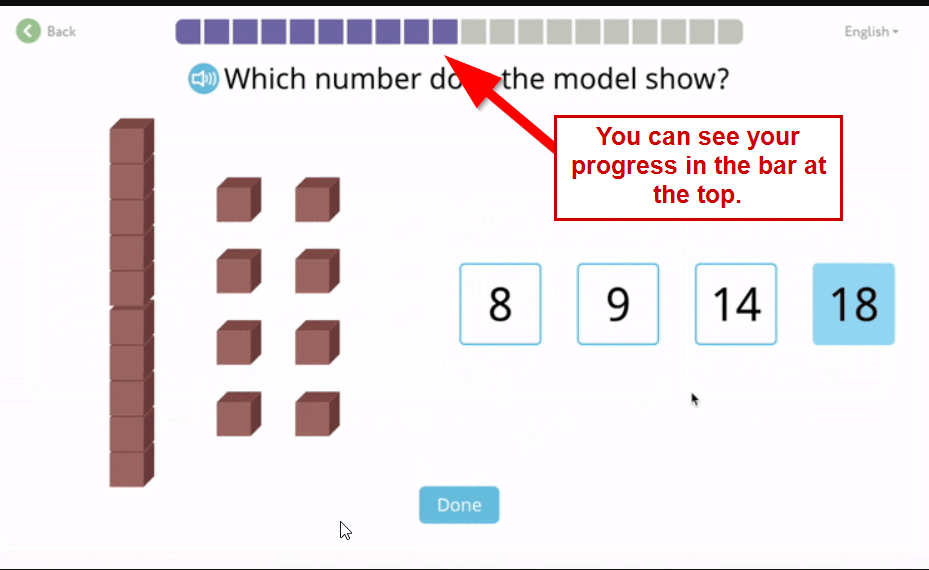 Back
English
Which number do the model show?
You can see your
progress in the bar at
the top.
8
9
14
18
Done